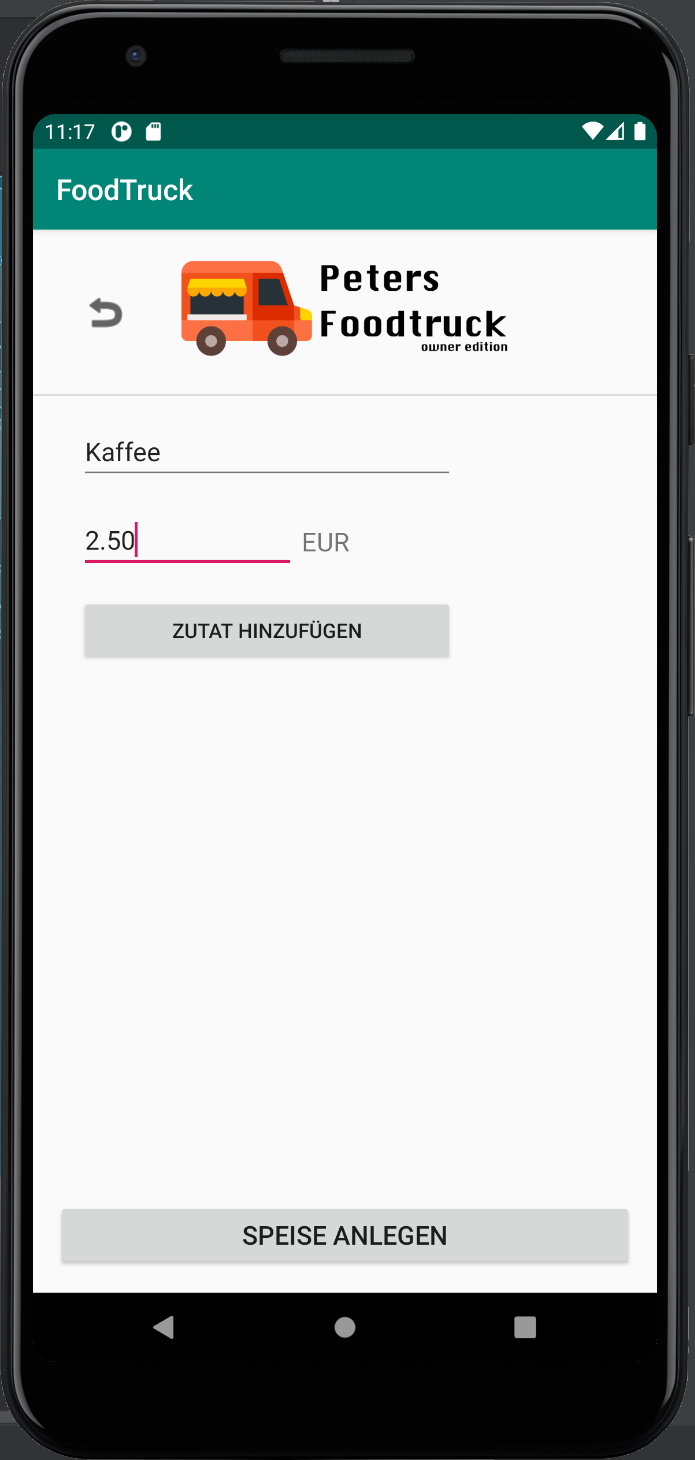 11:17
FoodTruck
Peters
Foodtruck
owner edition
Kaffee
2.50 EUR
ZUTAT HINZUFÜGEN
SPEISE ANLEGEN